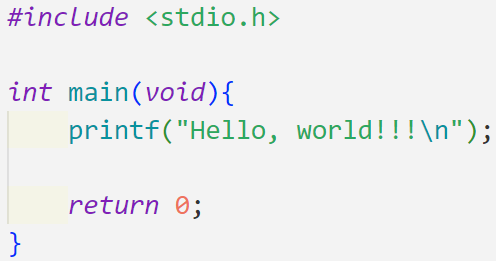 #include <stdio.h>

int main(void){
    printf("Hello, world!!!\n");

    return 0;
}